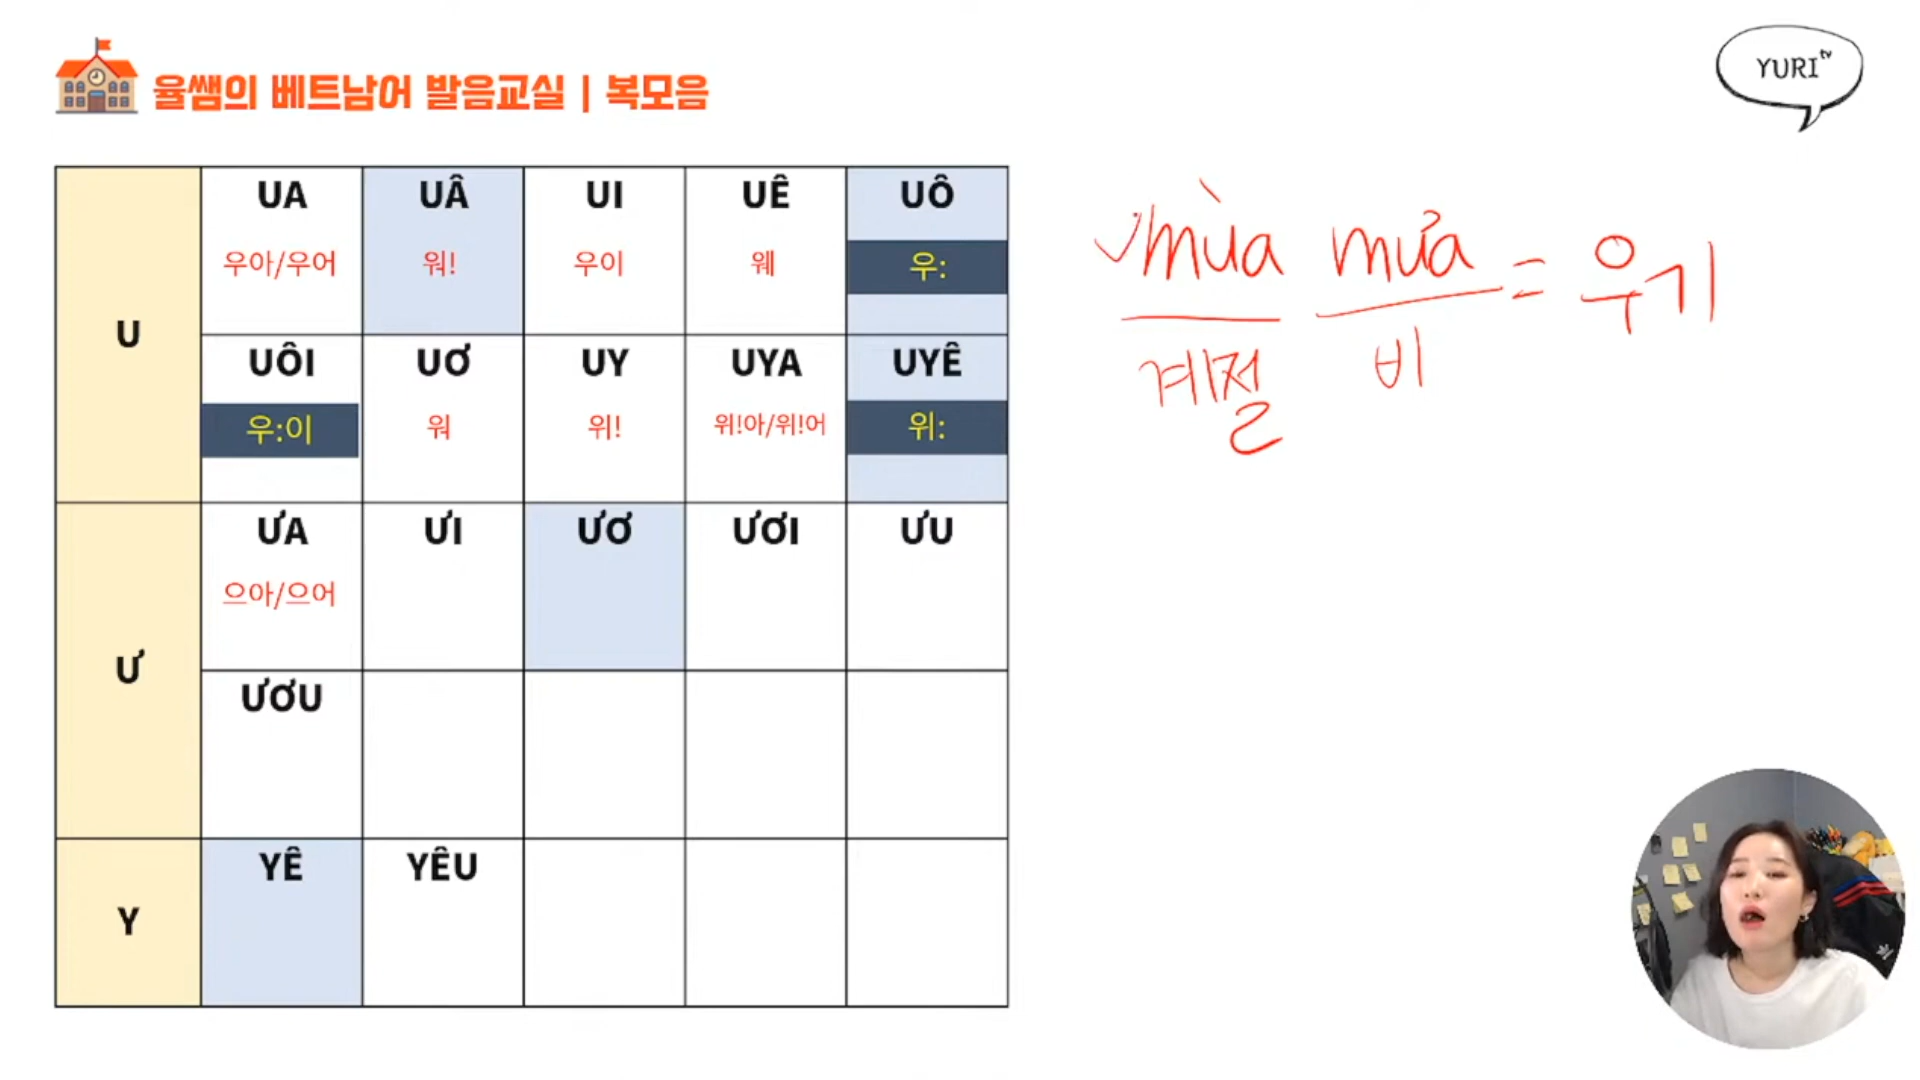 율쌤의 베트남어 발음교실 | 복모음
YURI tv
U
UA UÂ UI UÊ UÔ
우아/우어 워! 우이 웨 우:
UÔI UƠ UY UYA UYÊ
우:이 워 위! 위!아/위!어 위:
Ư
ƯA ƯI ƯƠ ƯƠI ƯU
으아/으어
ƯƠU
Y
YÊ YÊU
mùa mưa = 우기
계절 비